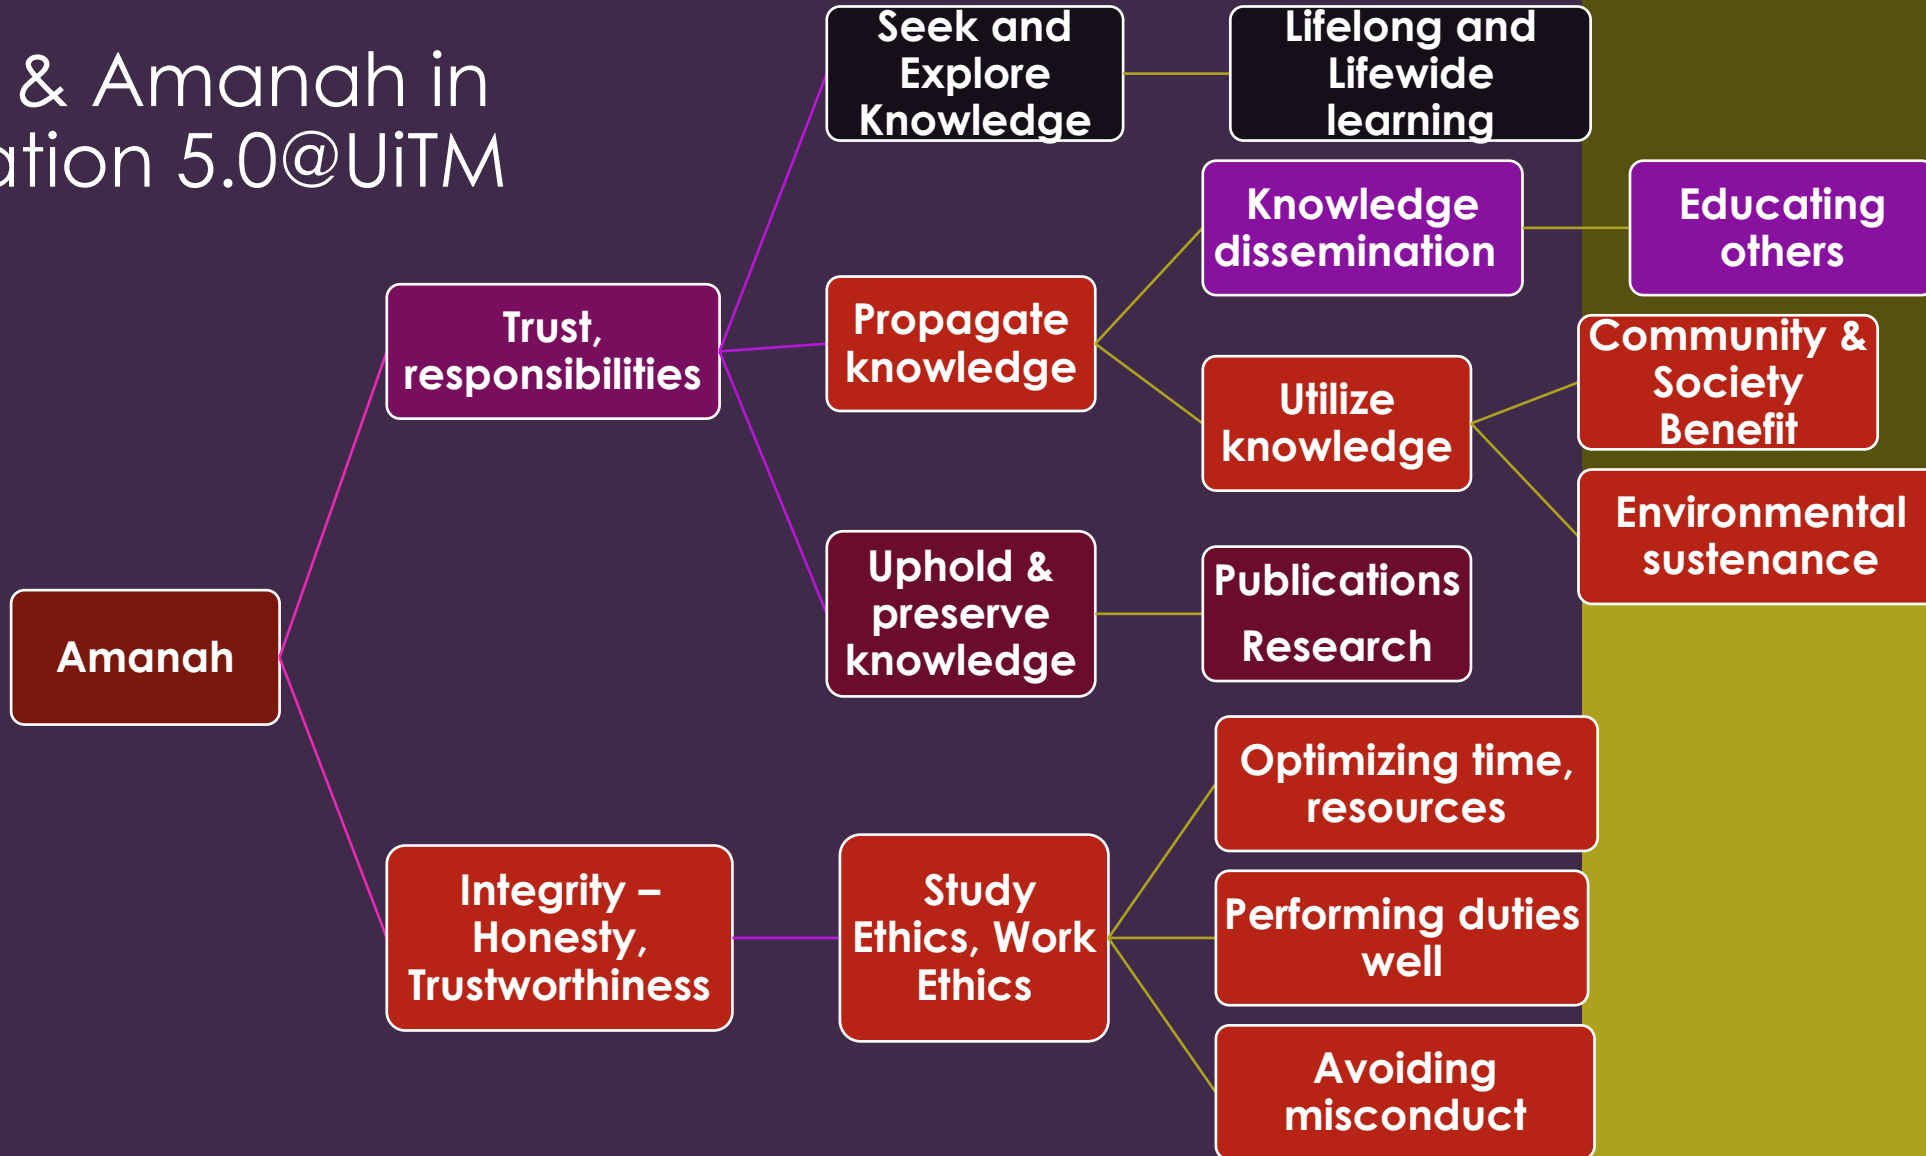 & Amanah in
ation 5.0@UiTM
Seek and
Explore
Knowledge
Lifelong and
Lifewide
learning
Knowledge
dissemination
Educating
others
Trust,
responsibilities
Propagate
knowledge
Utilize
knowledge
Community &
Society
Benefit
Environmental
sustenance
Uphold &
preserve
knowledge
Publications
Research
Amanah
Integrity –
Honesty,
Trustworthiness
Study
Ethics, Work
Ethics
Optimizing time,
resources
Performing duties
well
Avoiding
misconduct